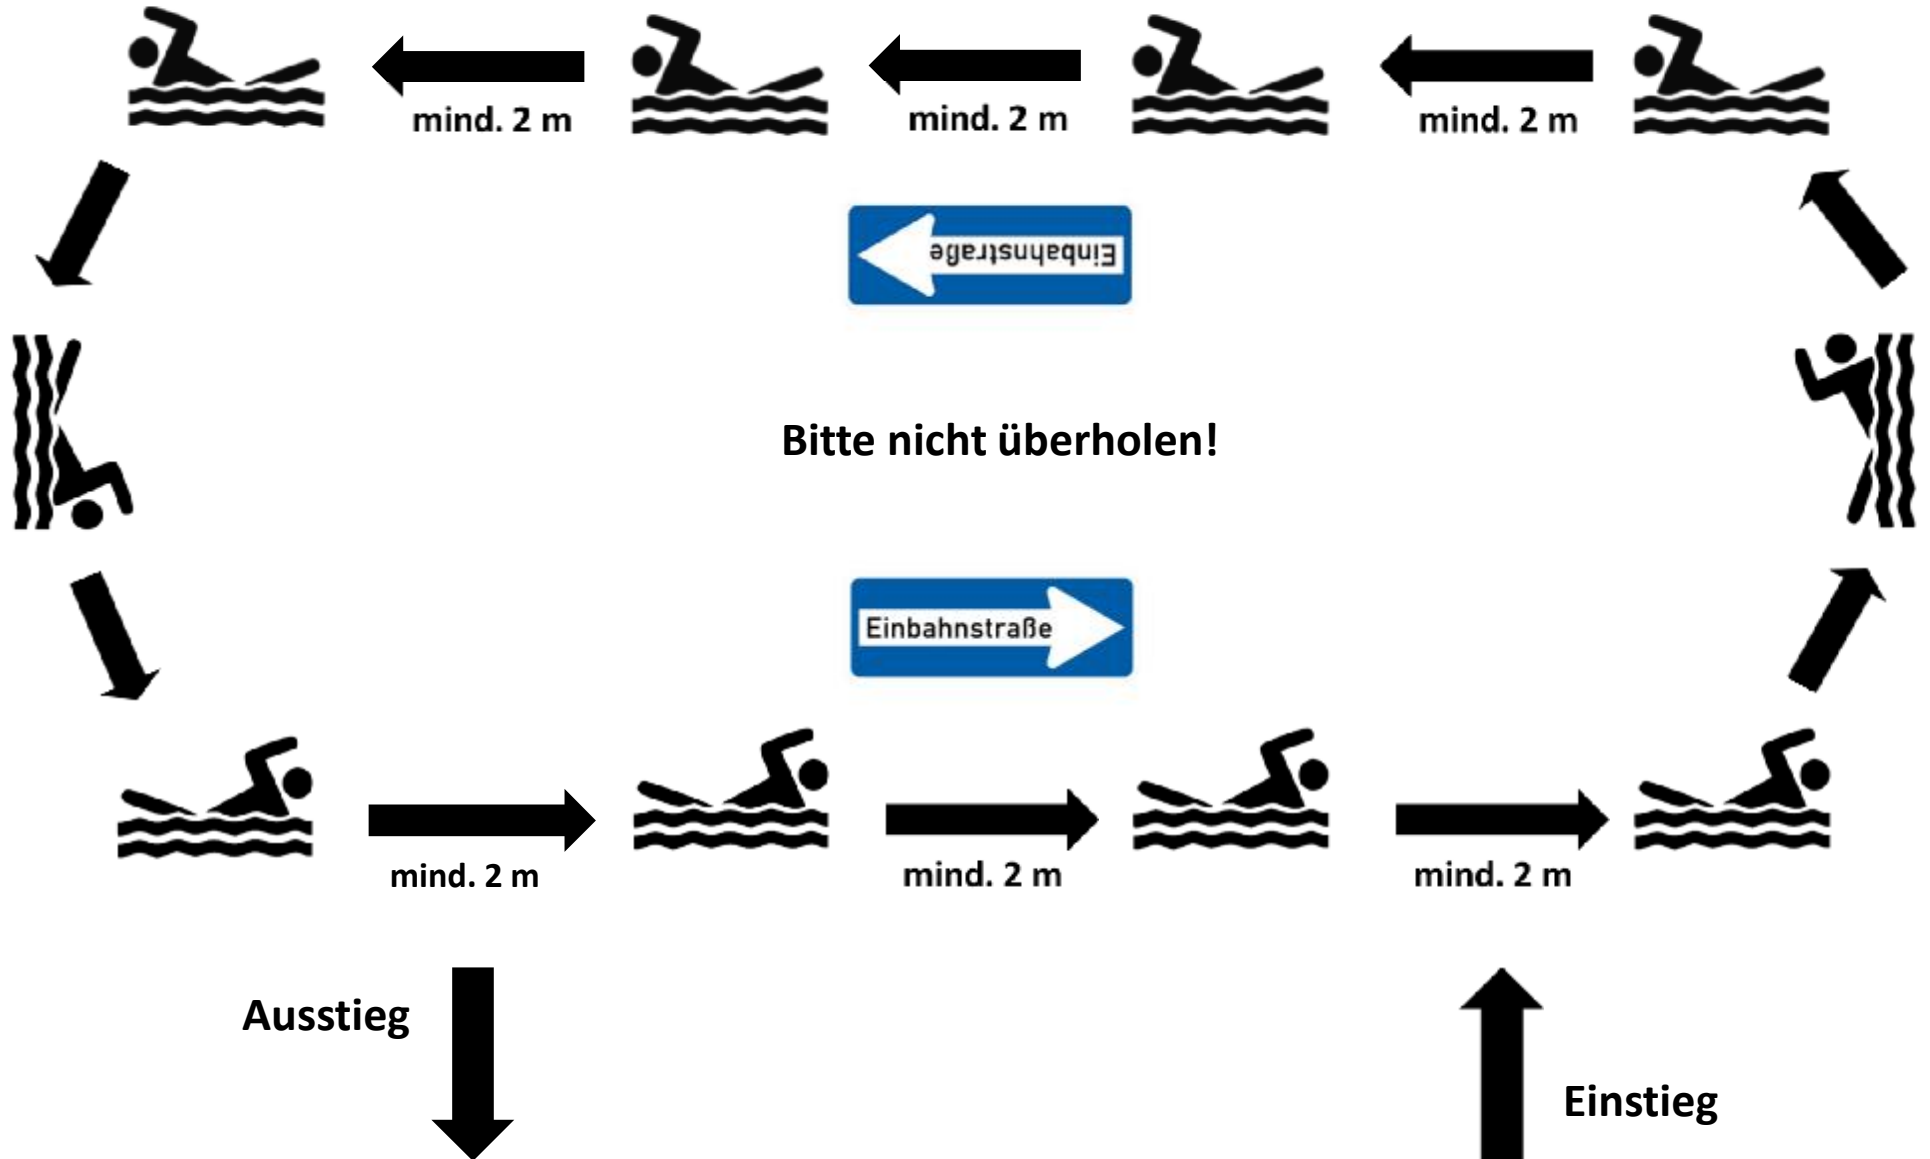 mind. 2 m
mind. 2 m
mind. 2 m
Einbahnstraße
Bitte nicht überholen!
Einbahnstraße
mind. 2 m
mind. 2 m
mind. 2 m
Ausstieg
Einstieg